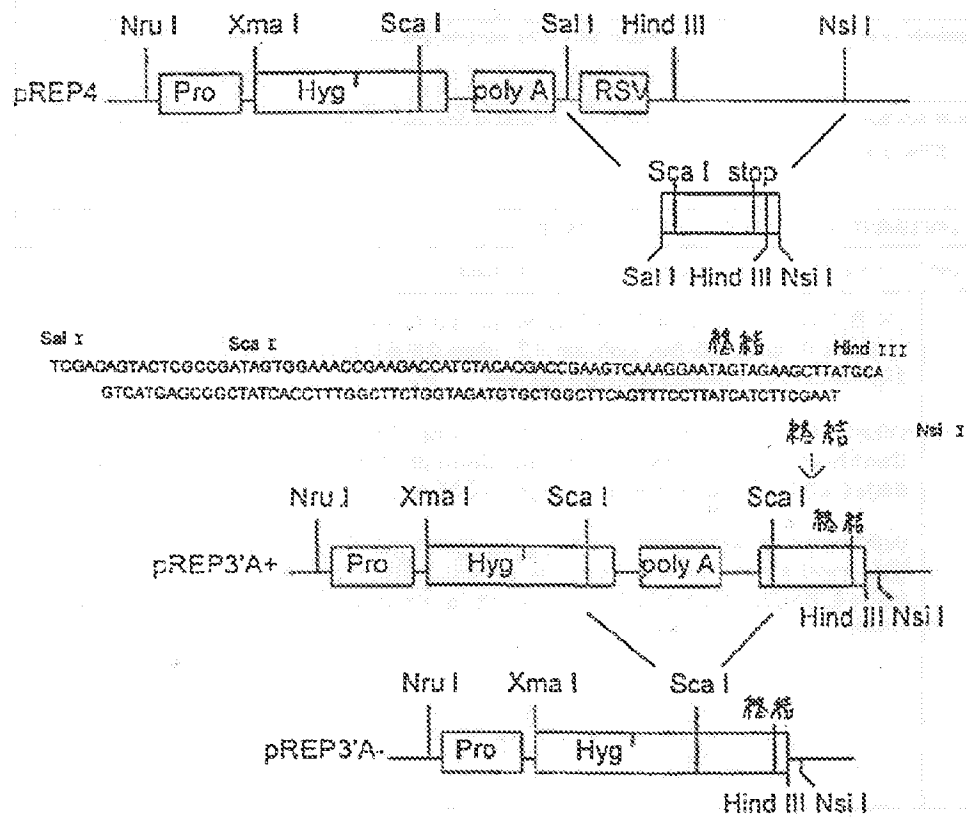 Nru I Xma I Sca I Sal I Hind III Nsi I
pREP4 Pro Hyg r poly A RSV
Sca I stop
Sal I Hind III Nsi I
Sal I Sca I Hind III
TCGAGAGTACTCGCCGATAGTGGAAACCGAAGACCATCTACACGACCGAAGTCAAAGGAATAGTAGAAGCTTATGCA
GTCATGAGCGGCTATCACCTTTGGCTTCTGGTAGATGTGCTGGCTTCAGTTTCCTTATCATCTTCGAAT
Nsi I
Nru I Xma I Sca I Sca I
pREP3'A+ Pro Hyg r poly A
Hind III Nsi I
Nru I Xma I Sca I
pREP3'A- Pro Hyg r
Hind III Nsi I